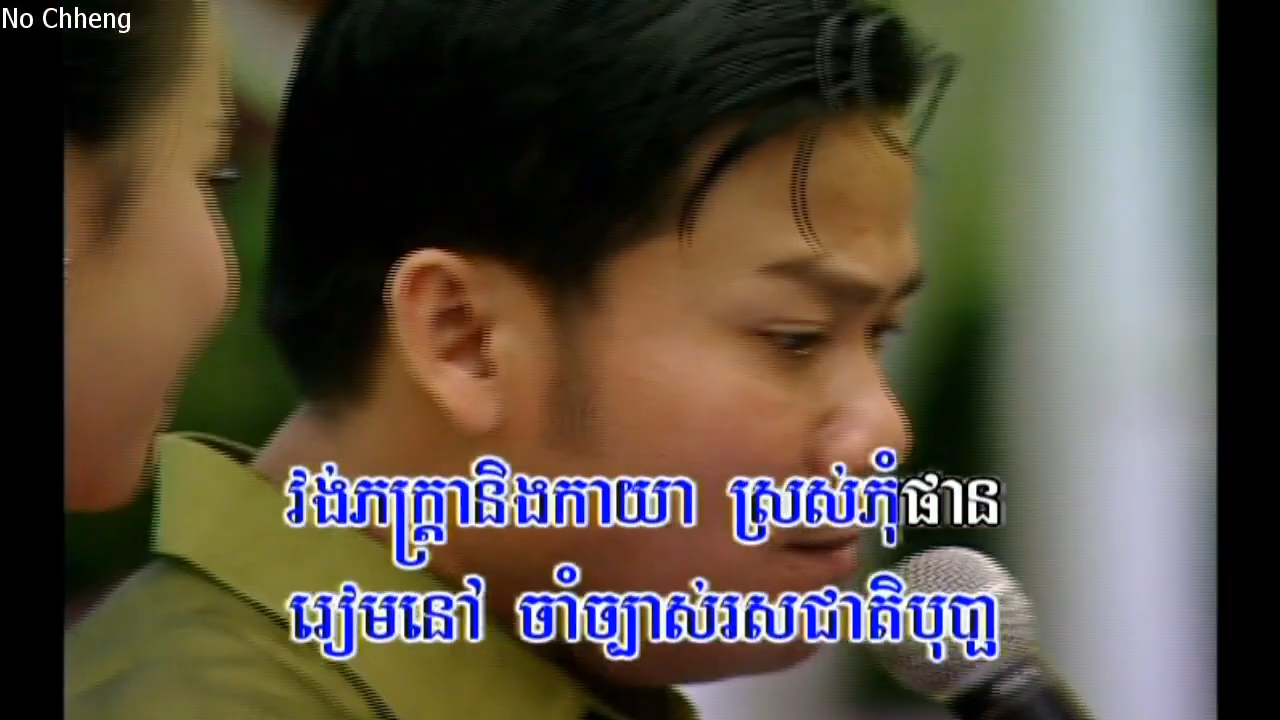 No Chheng
វង់ភក្ត្រានិងកាយា ស្រស់ភុំផាន
រៀមនៅ ចាំច្បាស់រសជាតិបុប្ផា